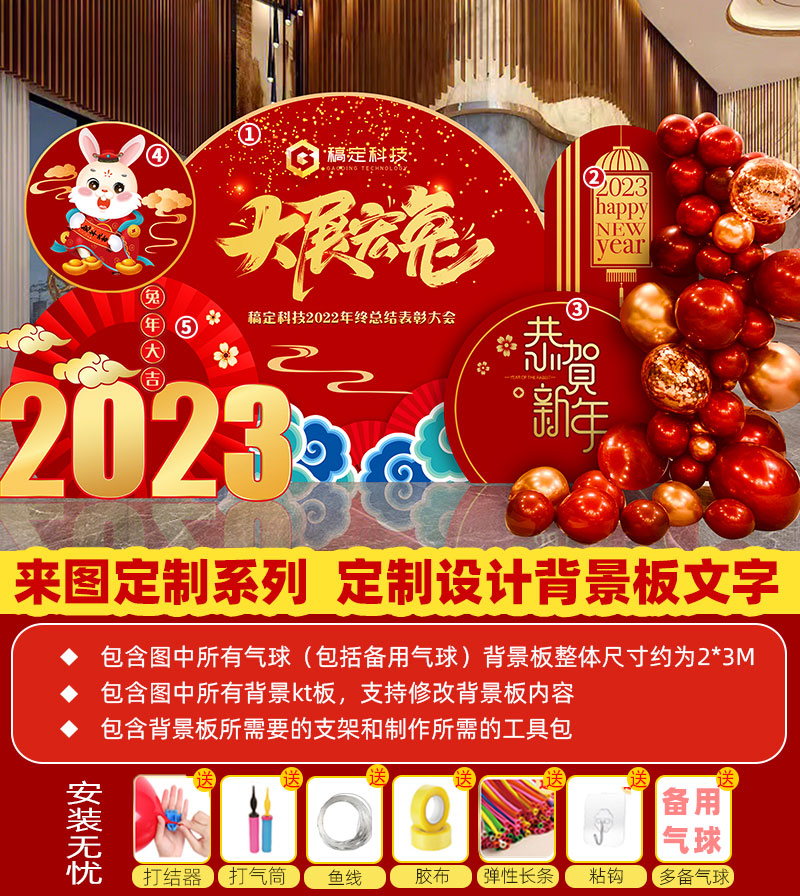 ①
稿定科技
GAODING TECHNOLOGY
大展宏兔
稿定科技2022年终总结表彰大会
④
②
2023
happy
NEW
year
③
恭贺
新年
兔年大吉
⑤
2023
来图定制系列 定制设计背景板文字
◆ 包含图中所有气球（包括备用气球）背景板整体尺寸约为2*3M
◆ 包含图中所有背景kt板，支持修改背景板内容
◆ 包含背景板所需要的支架和制作所需的工具包
安装无忧
送 送 送 送 送 送 送
备用
气球
打结器 打气筒 鱼线 胶布 弹性长条 粘钩 多备气球